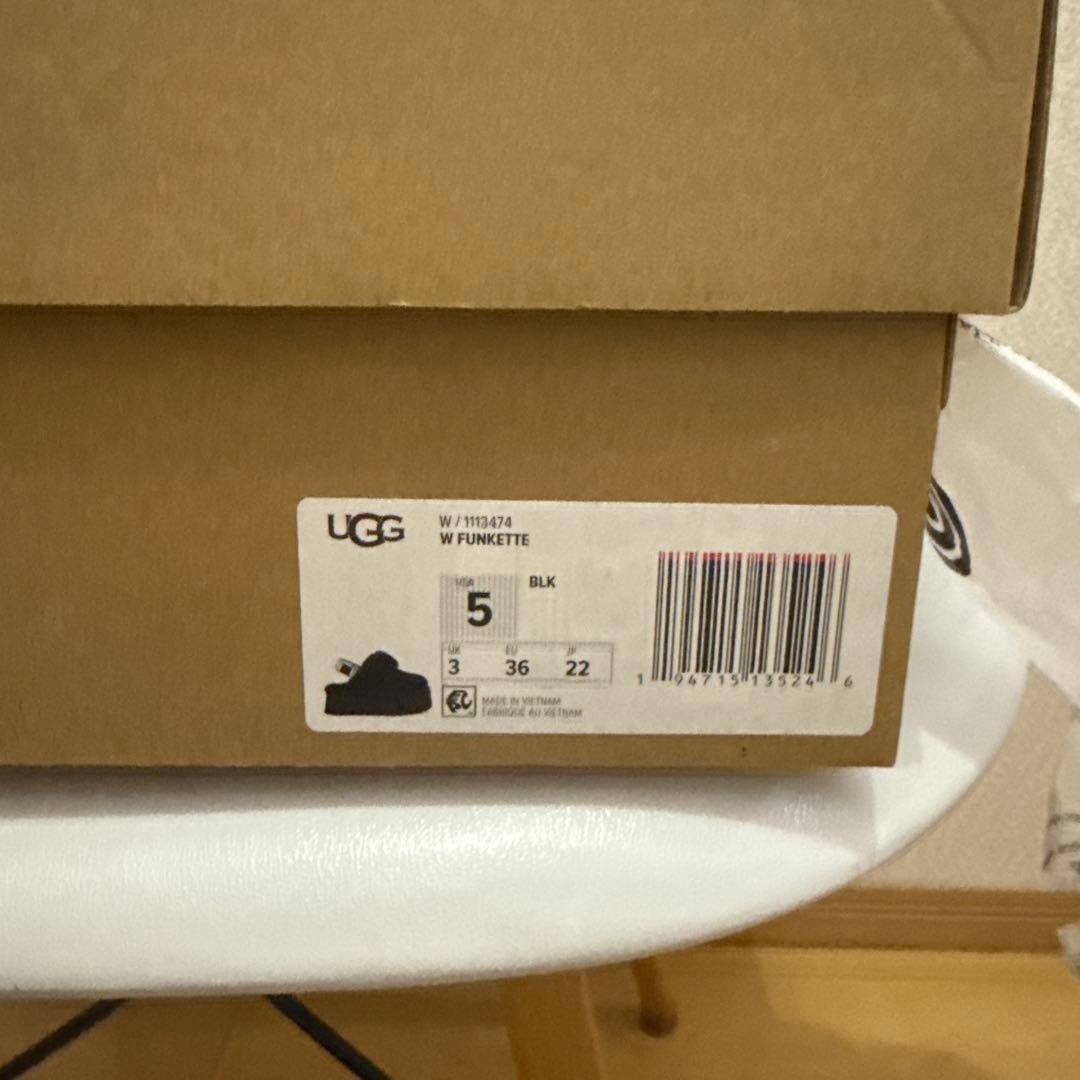 UGG
W / 1113474
W FUNKETTE
USA
5
BLK
UK EU JP
3 36 22
MADE IN VIETNAM
FABRIQUÉ AU VIETNAM
1 94715 13524 6